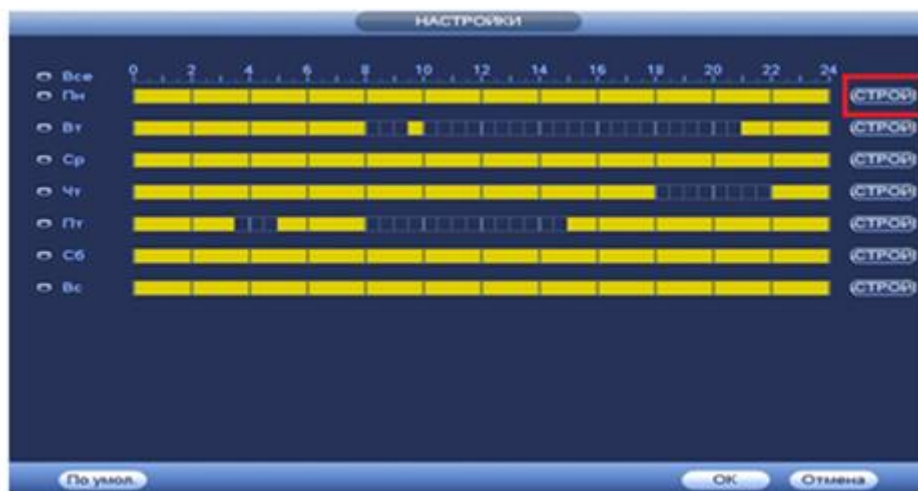 НАСТРОЙКИ
Все 0 2 4 6 8 10 12 14 16 18 20 22 24
Пн СТРОЙ
Вт СТРОЙ
Ср СТРОЙ
Чт СТРОЙ
Пт СТРОЙ
Сб СТРОЙ
Вс СТРОЙ
По умол. ОК Отмена